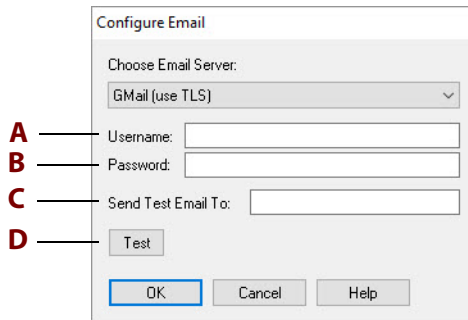 Configure Email
Choose Email Server:
GMail (use TLS)
A Username:
B Password:
C Send Test Email To:
D Test
OK Cancel Help